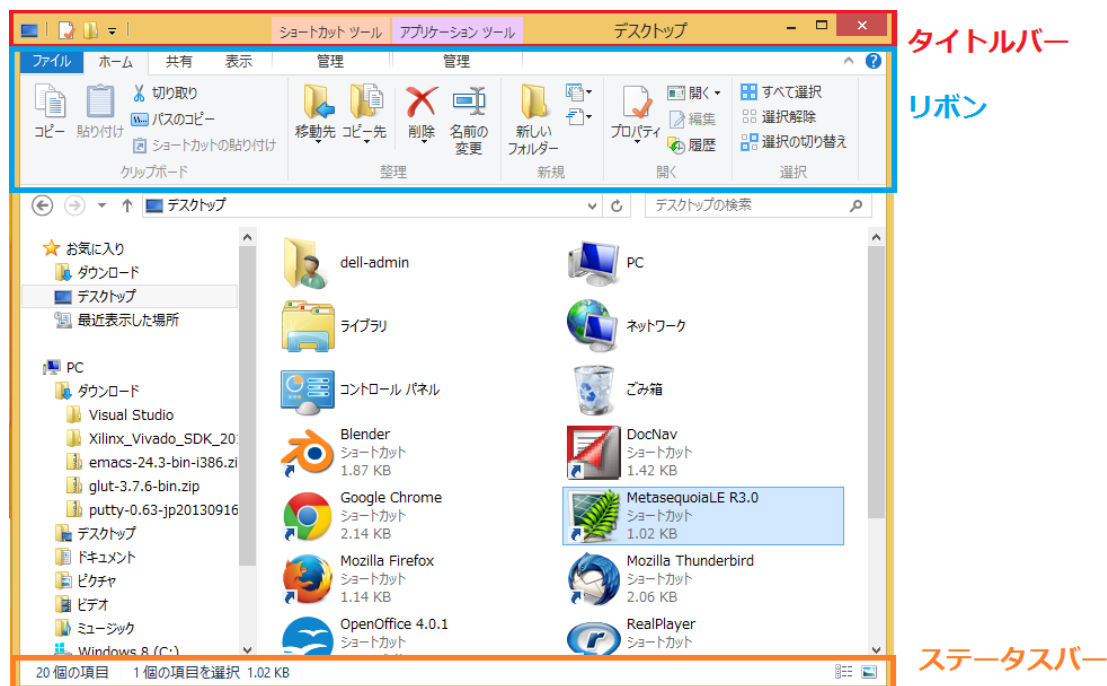 ショートカット ツール アプリケーション ツール デスクトップ
タイトルバー
ファイル ホーム 共有 表示 管理 管理
リボン
コピー 貼り付け
切り取り
パスのコピー
ショートカットの貼り付け
クリップボード
移動先 コピー先 削除 名前の
変更
整理
新しい
フォルダー
新規
プロパティ
開く
編集
履歴
開く
すべて選択
選択解除
選択の切り替え
選択
デスクトップ デスクトップの検索
お気に入り
ダウンロード
デスクトップ
最近表示した場所
PC
ダウンロード
Visual Studio
Xilinx_Vivado_SDK_20
emacs-24.3-bin-i386.zi
glut-3.7.6-bin.zip
putty-0.63-jp20130916
デスクトップ
ドキュメント
ピクチャ
ビデオ
ミュージック
Windows 8 (C:)
dell-admin
PC
ライブラリ
ネットワーク
コントロール パネル
ごみ箱
Blender
ショートカット
1.87 KB
DocNav
ショートカット
1.42 KB
Google Chrome
ショートカット
2.14 KB
MetasequoiaLE R3.0
ショートカット
1.02 KB
Mozilla Firefox
ショートカット
1.14 KB
Mozilla Thunderbird
ショートカット
2.06 KB
OpenOffice 4.0.1
ショートカット
RealPlayer
ショートカット
20 個の項目 1 個の項目を選択 1.02 KB
ステータスバー